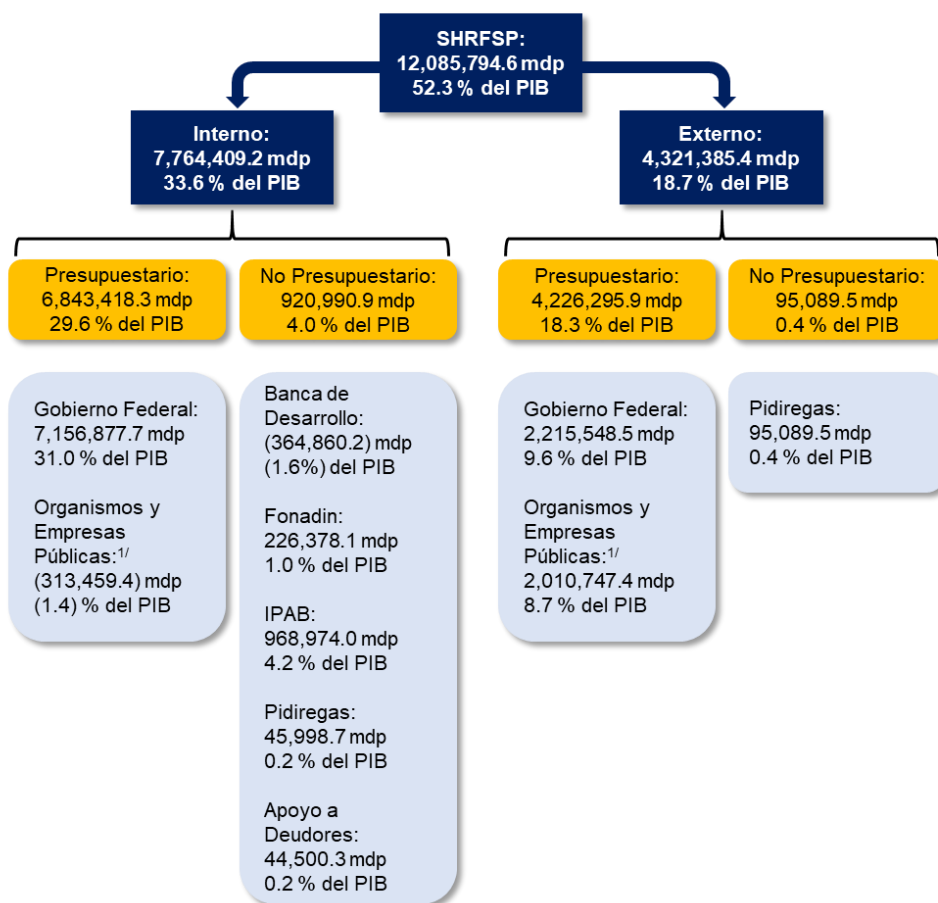 SHRFSP:
12,085,794.6 mdp
52.3 % del PIB
Interno:
7,764,409.2 mdp
33.6 % del PIB
Externo:
4,321,385.4 mdp
18.7 % del PIB
Presupuestario:
6,843,418.3 mdp
29.6 % del PIB
No Presupuestario:
920,990.9 mdp
4.0 % del PIB
Presupuestario:
4,226,295.9 mdp
18.3 % del PIB
No Presupuestario:
95,089.5 mdp
0.4 % del PIB
Gobierno Federal:
7,156,877.7 mdp
31.0 % del PIB
Organismos y
Empresas
Públicas:1/
(313,459.4) mdp
(1.4) % del PIB
Banca de
Desarrollo:
(364,860.2) mdp
(1.6%) del PIB
Fonadin:
226,378.1 mdp
1.0 % del PIB
IPAB:
968,974.0 mdp
4.2 % del PIB
Pidiregas:
45,998.7 mdp
0.2 % del PIB
Apoyo a
Deudores:
44,500.3 mdp
0.2 % del PIB
Gobierno Federal:
2,215,548.5 mdp
9.6 % del PIB
Organismos y
Empresas
Públicas:1/
2,010,747.4 mdp
8.7 % del PIB
Pidiregas:
95,089.5 mdp
0.4 % del PIB